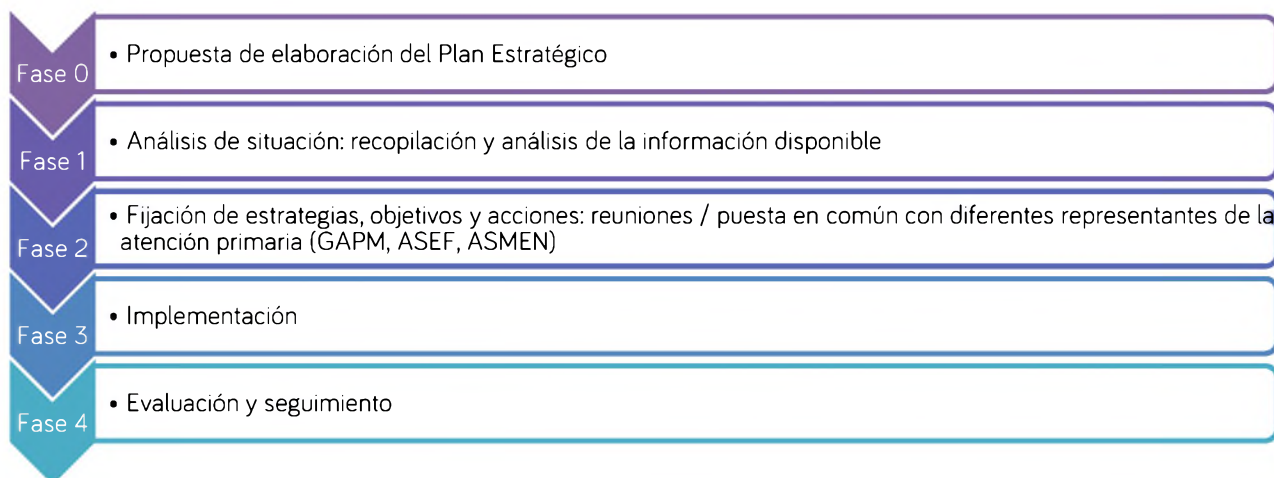 Fase 0
• Propuesta de elaboración del Plan Estratégico
Fase 1
• Análisis de situación: recopilación y análisis de la información disponible
Fase 2
• Fijación de estrategias, objetivos y acciones: reuniones / puesta en común con diferentes representantes de la
atención primaria (GAPM, ASEF, ASMEN)
Fase 3
• Implementación
Fase 4
• Evaluación y seguimiento